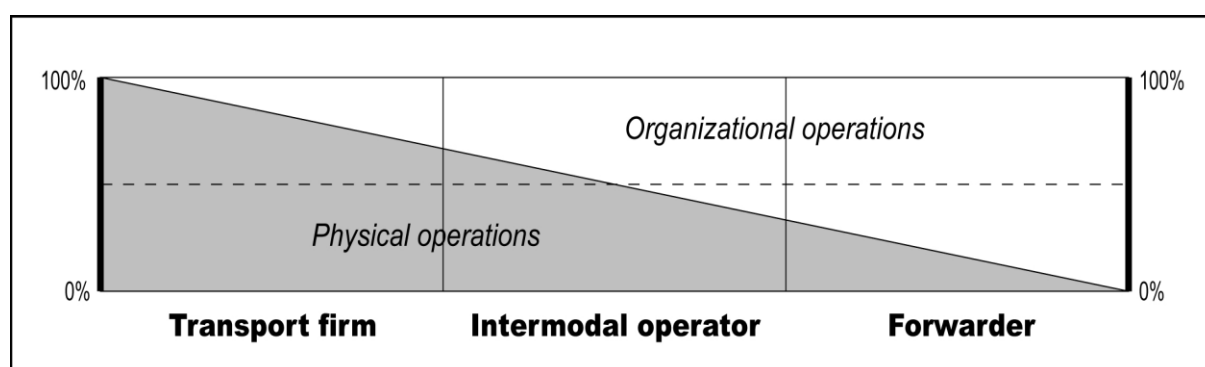 100%
100%
Organizational operations
Physical operations
0%
0%
Transport firm
Intermodal operator
Forwarder